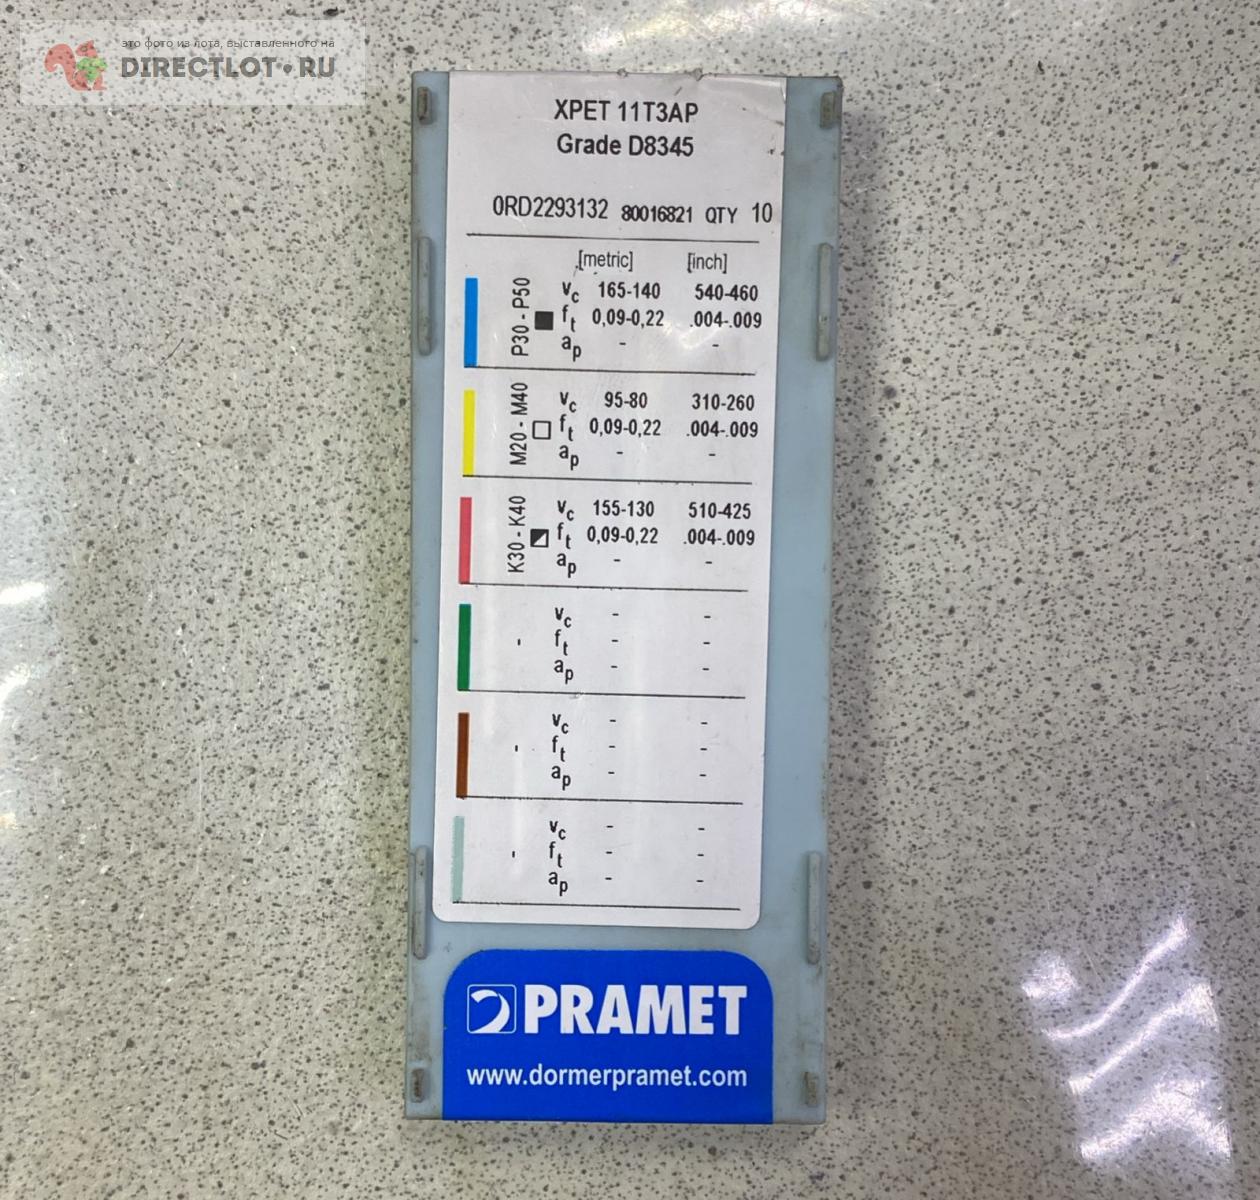 это фото из лота, выставленного на
DIRECTLOT.RU
XPET 11T3AP
Grade D8345
0RD2293132 80016821 QTY 10
[metric] [inch]
P30 - P50
vc 165-140 540-460
ft 0,09-0,22 .004-.009
ap - -
M20 - M40
vc 95-80 310-260
ft 0,09-0,22 .004-.009
ap - -
K30 - K40
vc 155-130 510-425
ft 0,09-0,22 .004-.009
ap - -
vc - -
- ft - -
ap - -
vc - -
- ft - -
ap - -
vc - -
- ft - -
ap - -
PRAMET
www.dormerpramet.com